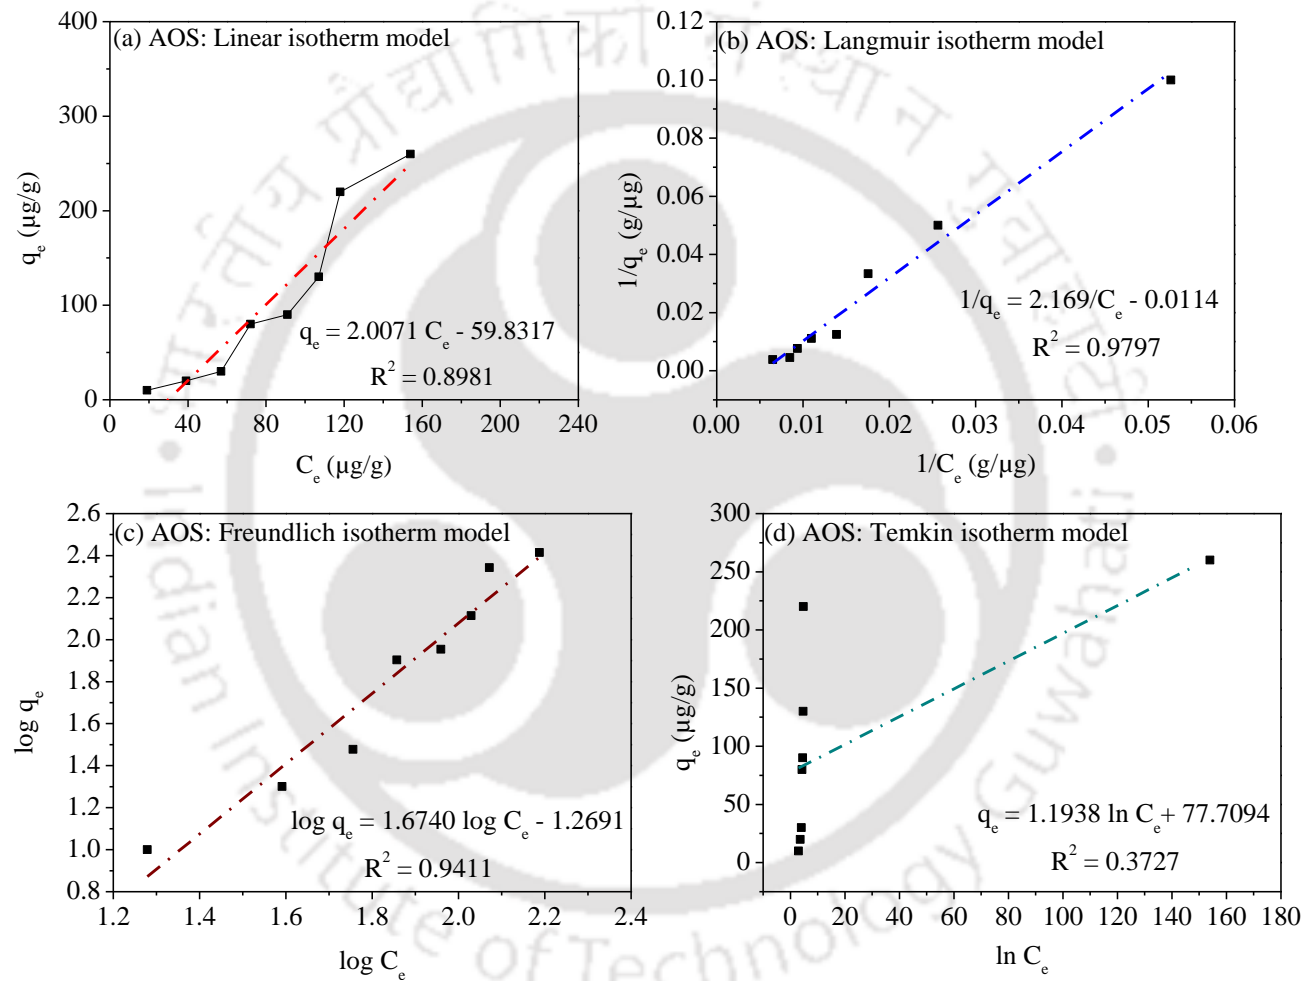 (a) AOS: Linear isotherm model
400
300
200
100
0
0 40 80 120 160 200 240
qₑ (µg/g)
Cₑ (µg/g)
qₑ = 2.0071 Cₑ - 59.8317
R² = 0.8981
(b) AOS: Langmuir isotherm model
0.12
0.10
0.08
0.06
0.04
0.02
0.00
0.00 0.01 0.02 0.03 0.04 0.05 0.06
1/qₑ (g/µg)
1/Cₑ (g/µg)
1/qₑ = 2.169/Cₑ - 0.0114
R² = 0.9797
(c) AOS: Freundlich isotherm model
2.6
2.4
2.2
2.0
1.8
1.6
1.4
1.2
1.0
0.8
1.2 1.4 1.6 1.8 2.0 2.2 2.4
log qₑ
log Cₑ
log qₑ = 1.6740 log Cₑ - 1.2691
R² = 0.9411
(d) AOS: Temkin isotherm model
300
250
200
150
100
50
0
0 20 40 60 80 100 120 140 160 180
qₑ (µg/g)
ln Cₑ
qₑ = 1.1938 ln Cₑ+ 77.7094
R² = 0.3727
Indian Institute of Technology Guwahati